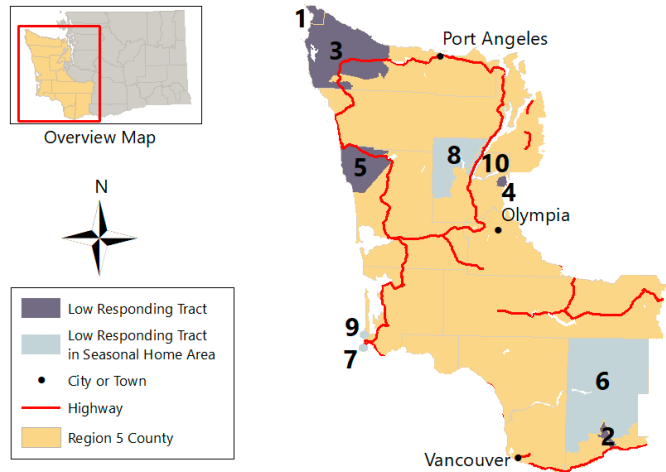 1
3
Port Angeles
Overview Map
8
10
5
4
N
Olympia
Low Responding Tract
Low Responding Tract
in Seasonal Home Area
City or Town
Highway
Region 5 County
9
7
6
2
Vancouver